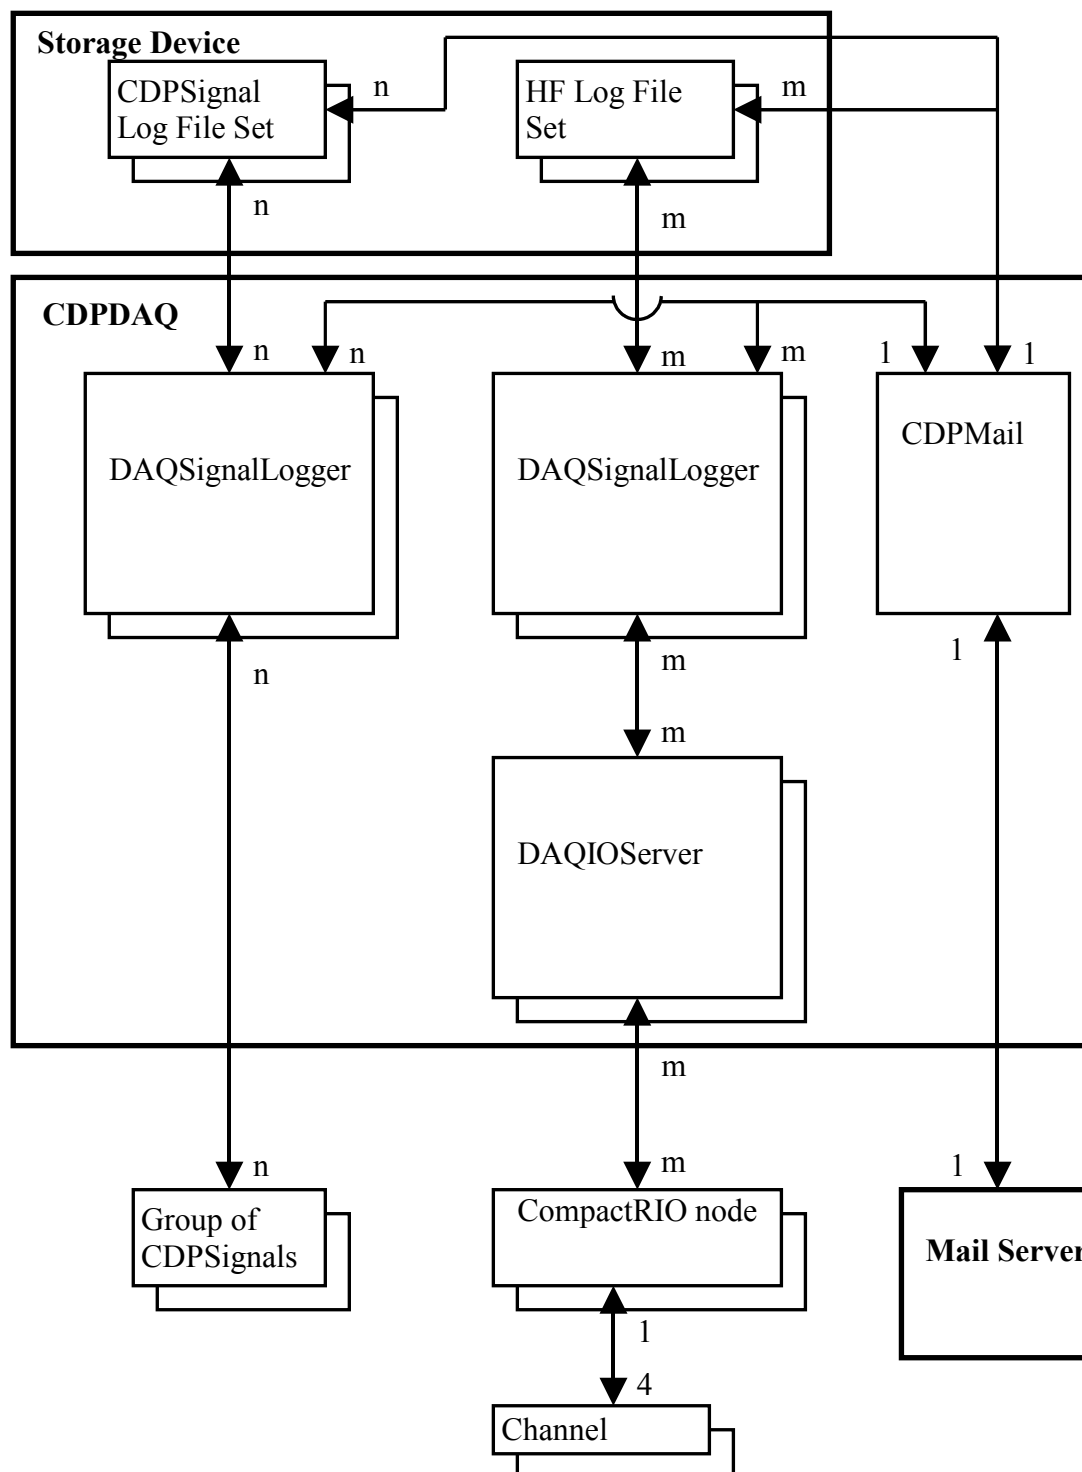 Storage Device
CDPSignal
Log File Set
n
HF Log File
Set
m
n
m
CDPDAQ
n
n
m
m
1
1
DAQSignalLogger
DAQSignalLogger
CDPMail
n
m
1
m
DAQIOServer
m
n
m
1
Group of
CDPSignals
CompactRIO node
Mail Server
1
4
Channel